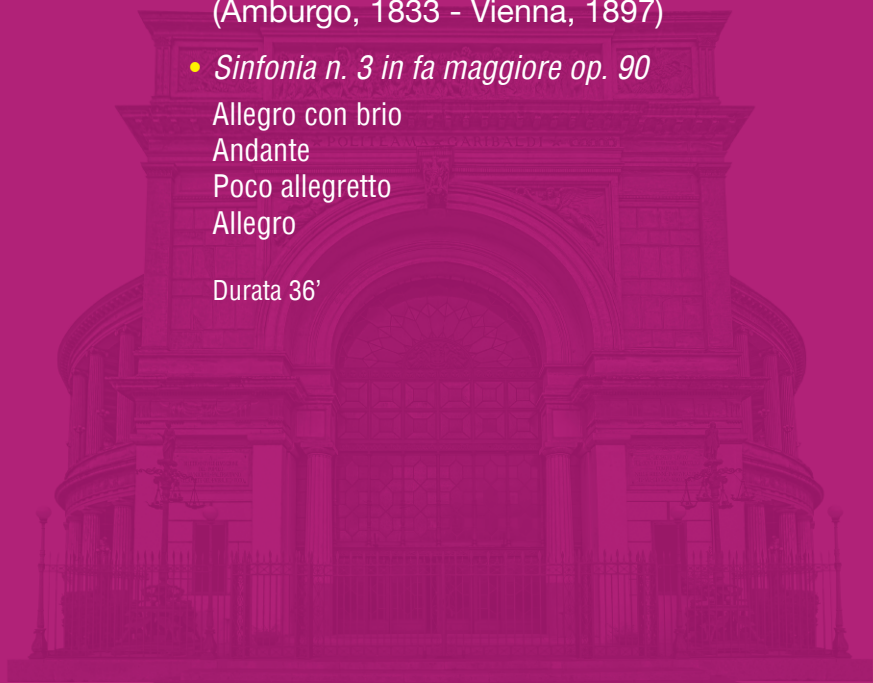 (Amburgo, 1833 - Vienna, 1897)
• Sinfonia n. 3 in fa maggiore op. 90
Allegro con brio
Andante
Poco allegretto
Allegro
Durata 36’